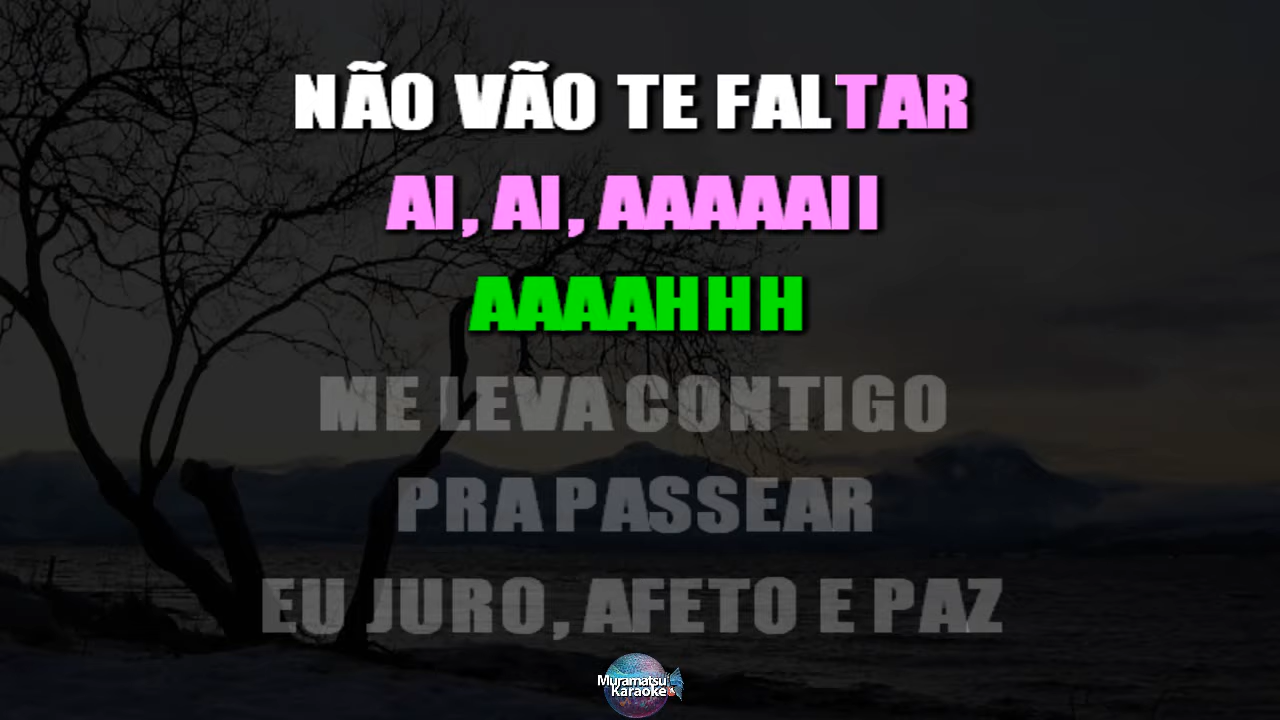 NÃO VÃO TE FALTAR
AI, AI, AAAAAII
AAAAHHH
ME LEVA CONTIGO
PRA PASSEAR
EU JURO, AFETO E PAZ
Muramatsu
Karaoke